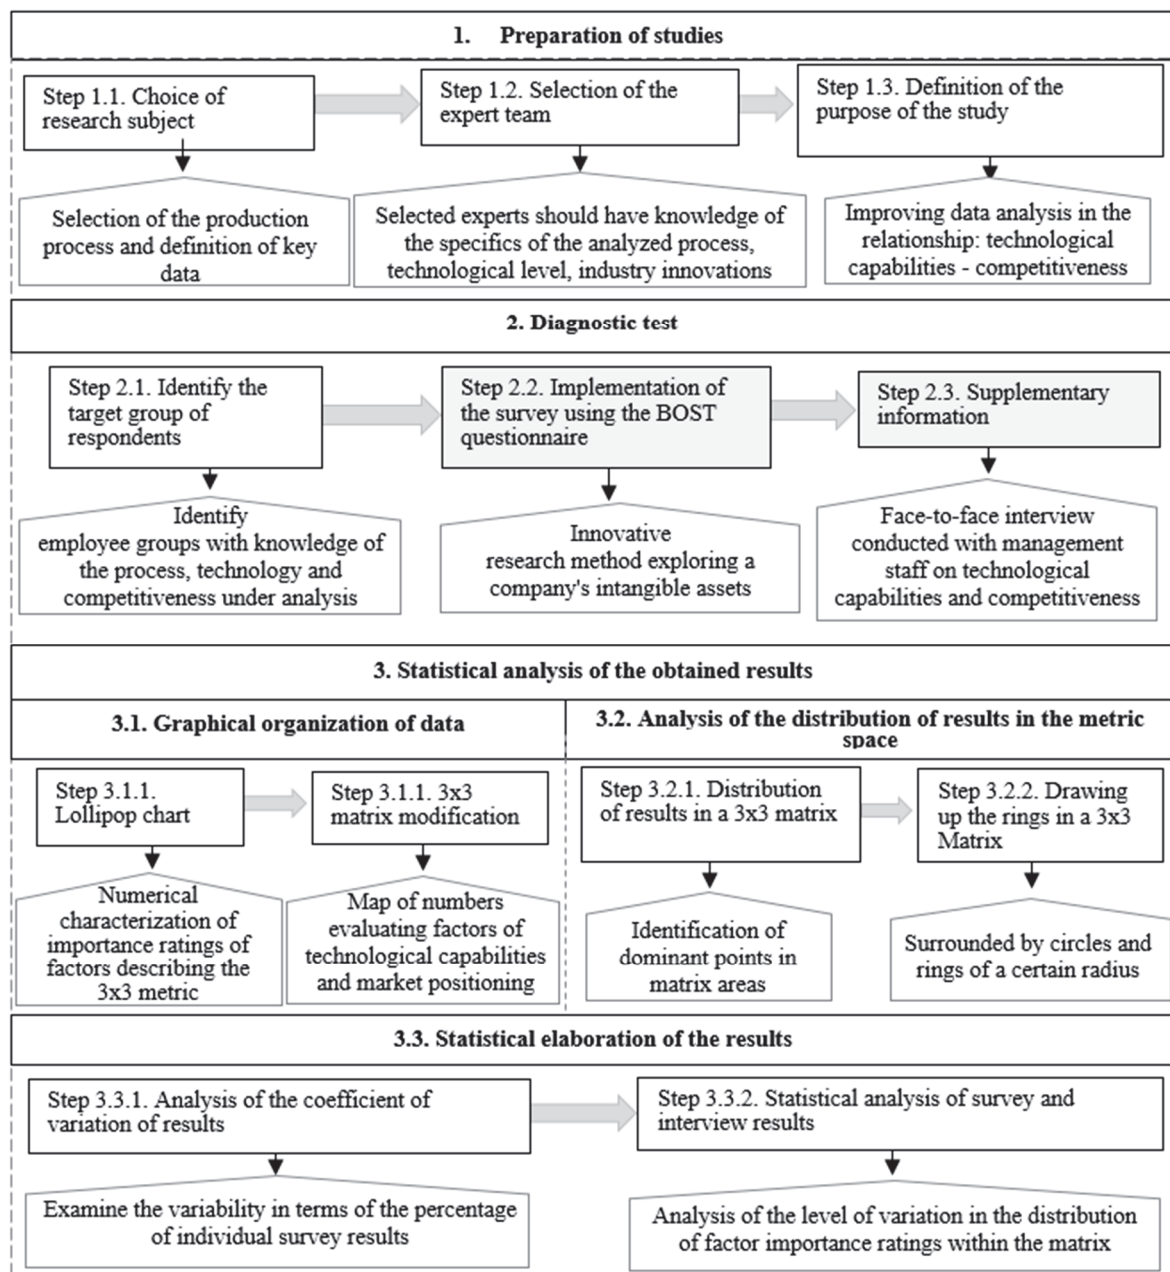 1. Preparation of studies
Step 1.1. Choice of
research subject
Step 1.2. Selection of the
expert team
Step 1.3. Definition of the
purpose of the study
Selection of the production
process and definition of key
data
Selected experts should have knowledge of
the specifics of the analyzed process,
technological level, industry innovations
Improving data analysis in the
relationship: technological
capabilities - competitiveness
2. Diagnostic test
Step 2.1. Identify the
target group of
respondents
Step 2.2. Implementation of
the survey using the BOST
questionnaire
Step 2.3. Supplementary
information
Identify
employee groups with knowledge of
the process, technology and
competitiveness under analysis
Innovative
research method exploring a
company's intangible assets
Face-to-face interview
conducted with management
staff on technological
capabilities and competitiveness
3. Statistical analysis of the obtained results
3.1. Graphical organization of data
3.2. Analysis of the distribution of results in the metric
space
Step 3.1.1.
Lollipop chart
Step 3.1.1. 3x3
matrix modification
Step 3.2.1. Distribution
of results in a 3x3 matrix
Step 3.2.2. Drawing
up the rings in a 3x3
Matrix
Numerical
characterization of
importance ratings of
factors describing the
3x3 metric
Map of numbers
evaluating factors of
technological capabilities
and market positioning
Identification of
dominant points in
matrix areas
Surrounded by circles and
rings of a certain radius
3.3. Statistical elaboration of the results
Step 3.3.1. Analysis of the coefficient of
variation of results
Step 3.3.2. Statistical analysis of survey and
interview results
Examine the variability in terms of the percentage
of individual survey results
Analysis of the level of variation in the distribution
of factor importance ratings within the matrix